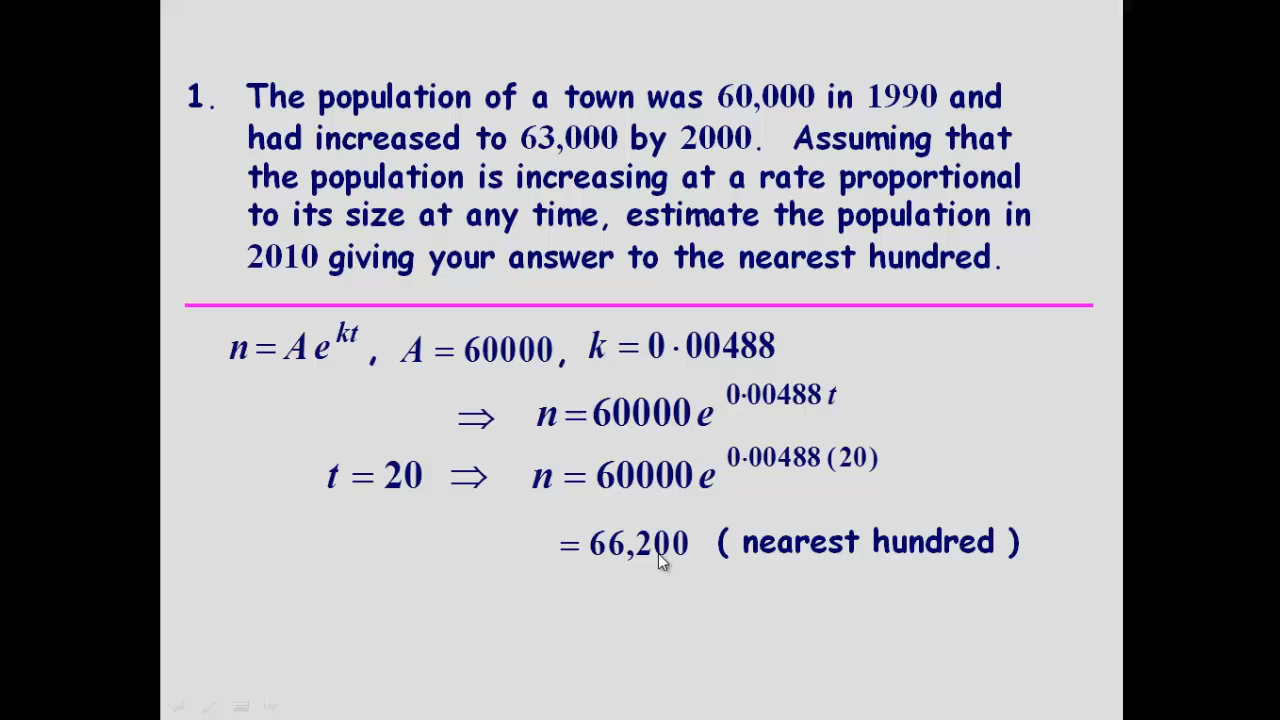 1. The population of a town was 60,000 in 1990 and
had increased to 63,000 by 2000. Assuming that
the population is increasing at a rate proportional
to its size at any time, estimate the population in
2010 giving your answer to the nearest hundred.
n = A e^{kt}, A = 60000, k = 0·00488
⇒ n = 60000 e^{0·00488 t}
t = 20 ⇒ n = 60000 e^{0·00488 (20)}
= 66,200 ( nearest hundred )